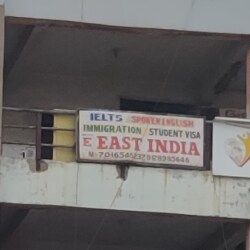 IELTS SPOKEN ENGLISH
IMMIGRATION / STUDENT VISA
E EAST INDIA